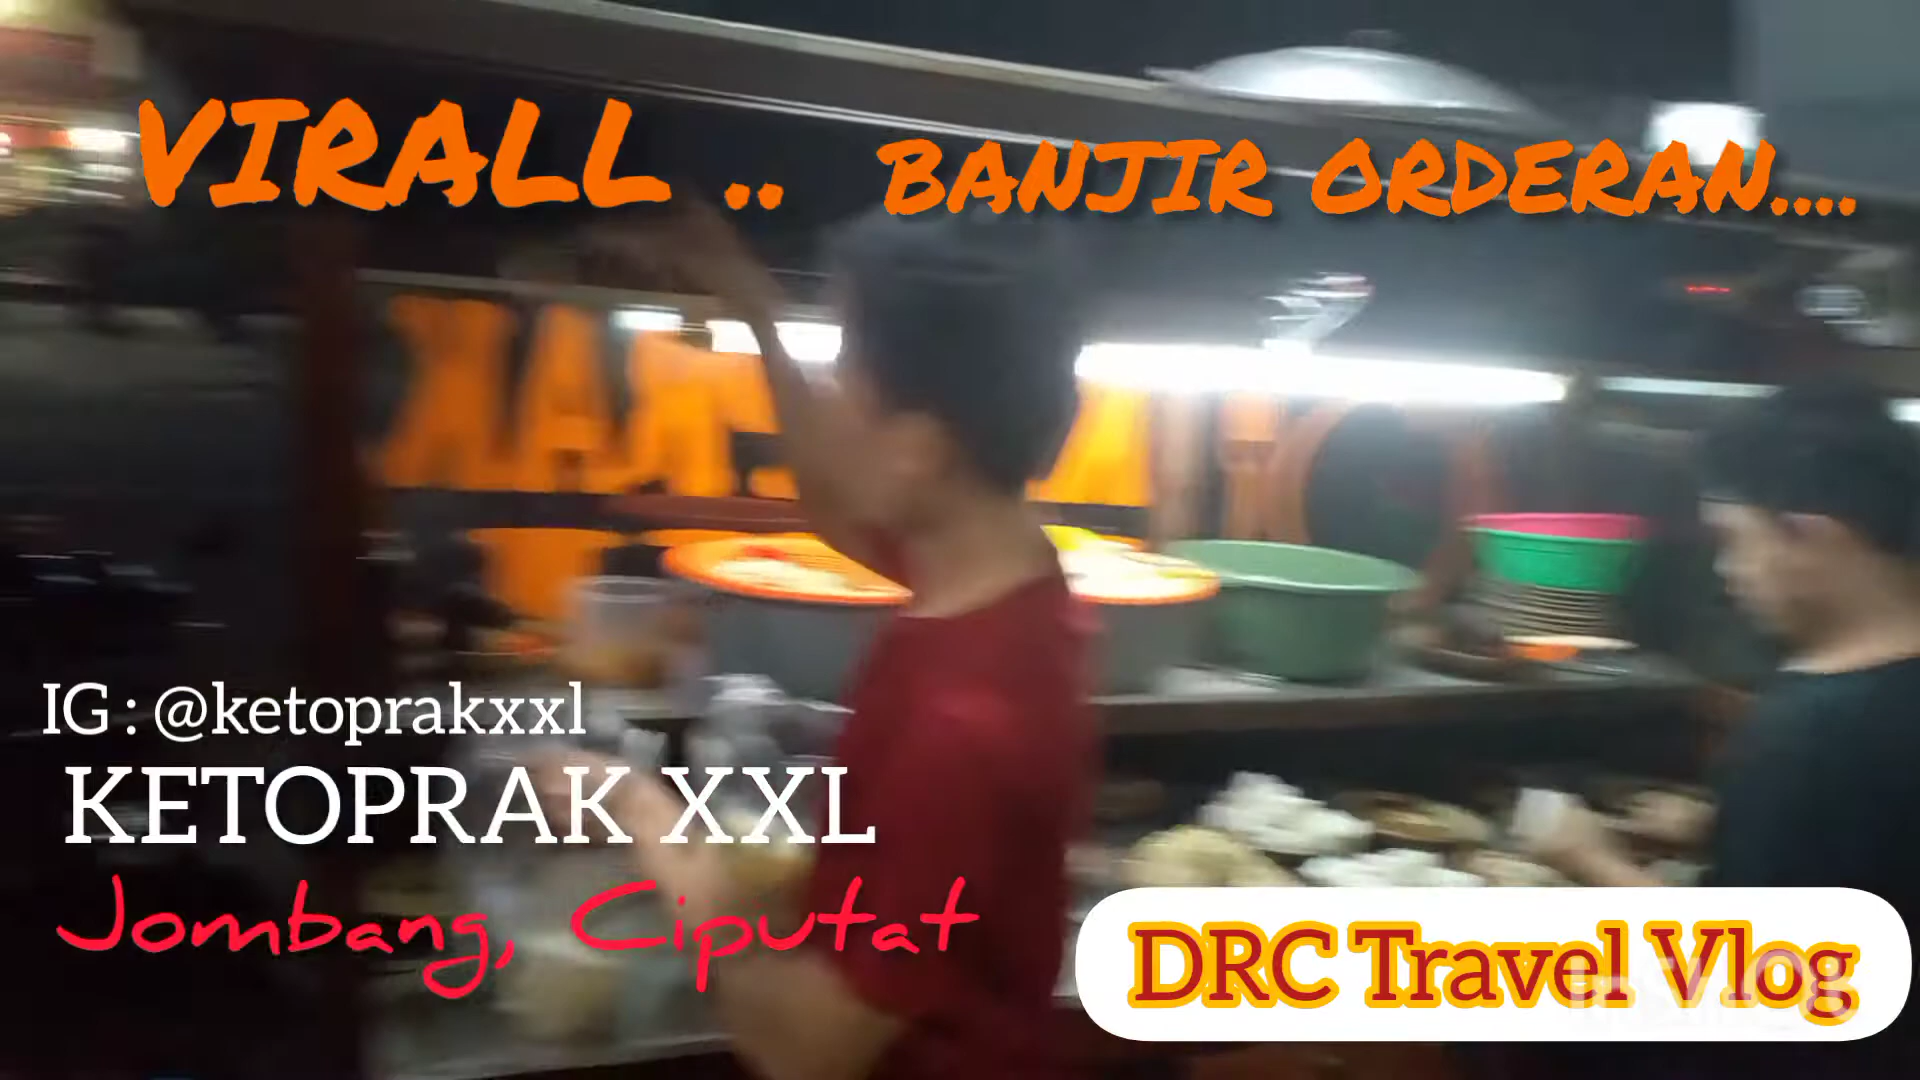 VIRALL .. BANJIR ORDERAN....
IG : @ketoprakxxl
KETOPRAK XXL
Jombang, Ciputat
DRC Travel Vlog